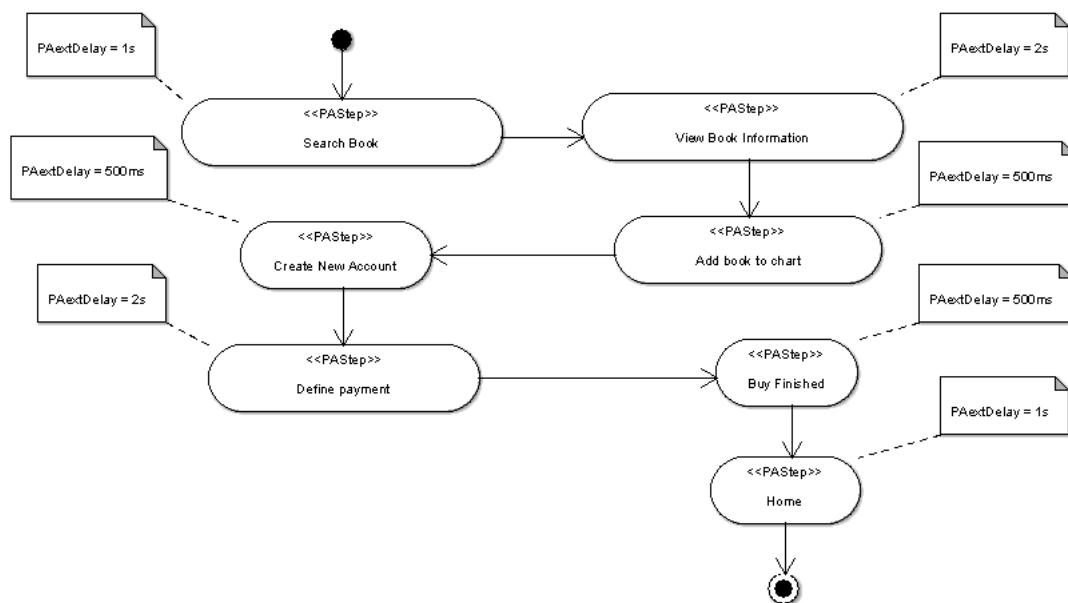 PAextDelay = 1s
PAextDelay = 2s
<<PAStep>>
Search Book
<<PAStep>>
View Book Information
PAextDelay = 500ms
PAextDelay = 500ms
<<PAStep>>
Create New Account
<<PAStep>>
Add book to chart
PAextDelay = 2s
PAextDelay = 500ms
<<PAStep>>
Define payment
<<PAStep>>
Buy Finished
PAextDelay = 1s
<<PAStep>>
Home